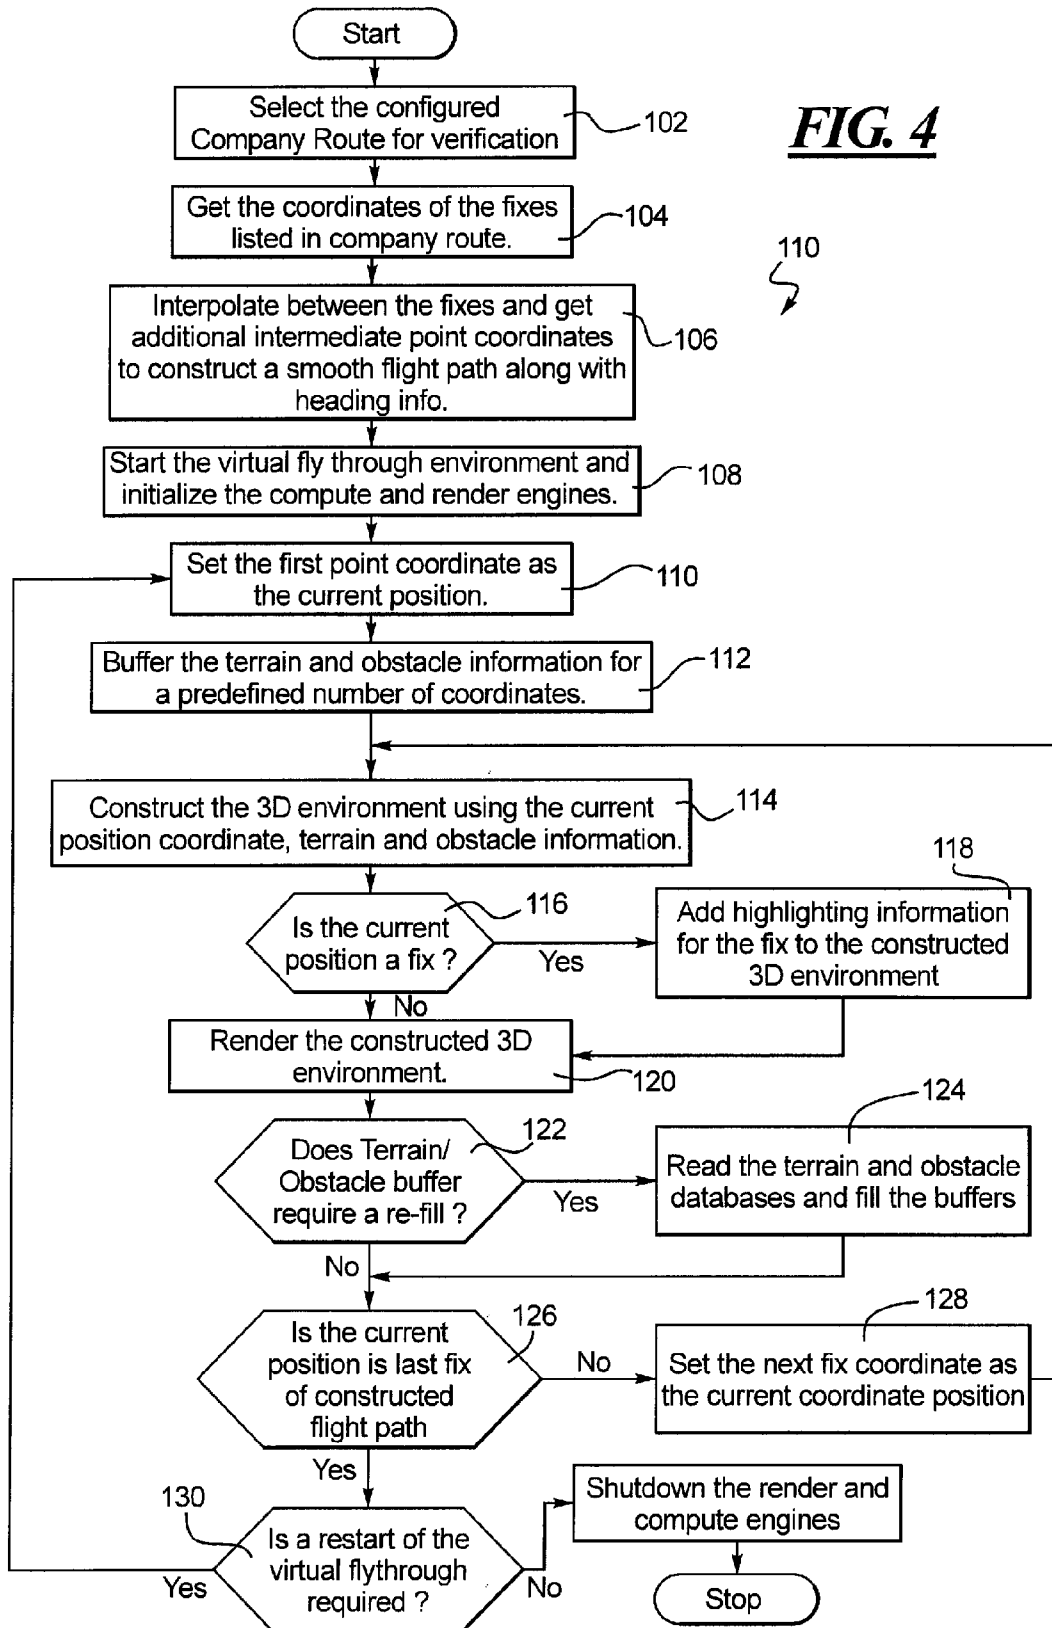 Start
FIG. 4
Select the configured
Company Route for verification
102
Get the coordinates of the fixes
listed in company route.
104
110
Interpolate between the fixes and get
additional intermediate point coordinates
to construct a smooth flight path along with
heading info.
106
Start the virtual fly through environment and
initialize the compute and render engines.
108
Set the first point coordinate as
the current position.
110
Buffer the terrain and obstacle information for
a predefined number of coordinates.
112
Construct the 3D environment using the current
position coordinate, terrain and obstacle information.
114
Is the current
position a fix ?
116
Yes
No
118
Add highlighting information
for the fix to the constructed
3D environment
Render the constructed 3D
environment.
120
Does Terrain/
Obstacle buffer
require a re-fill ?
122
Yes
No
124
Read the terrain and obstacle
databases and fill the buffers
Is the current
position is last fix
of constructed
flight path
126
No
Yes
128
Set the next fix coordinate as
the current coordinate position
130
Is a restart of the
virtual flythrough
required ?
Yes
No
Shutdown the render and
compute engines
Stop